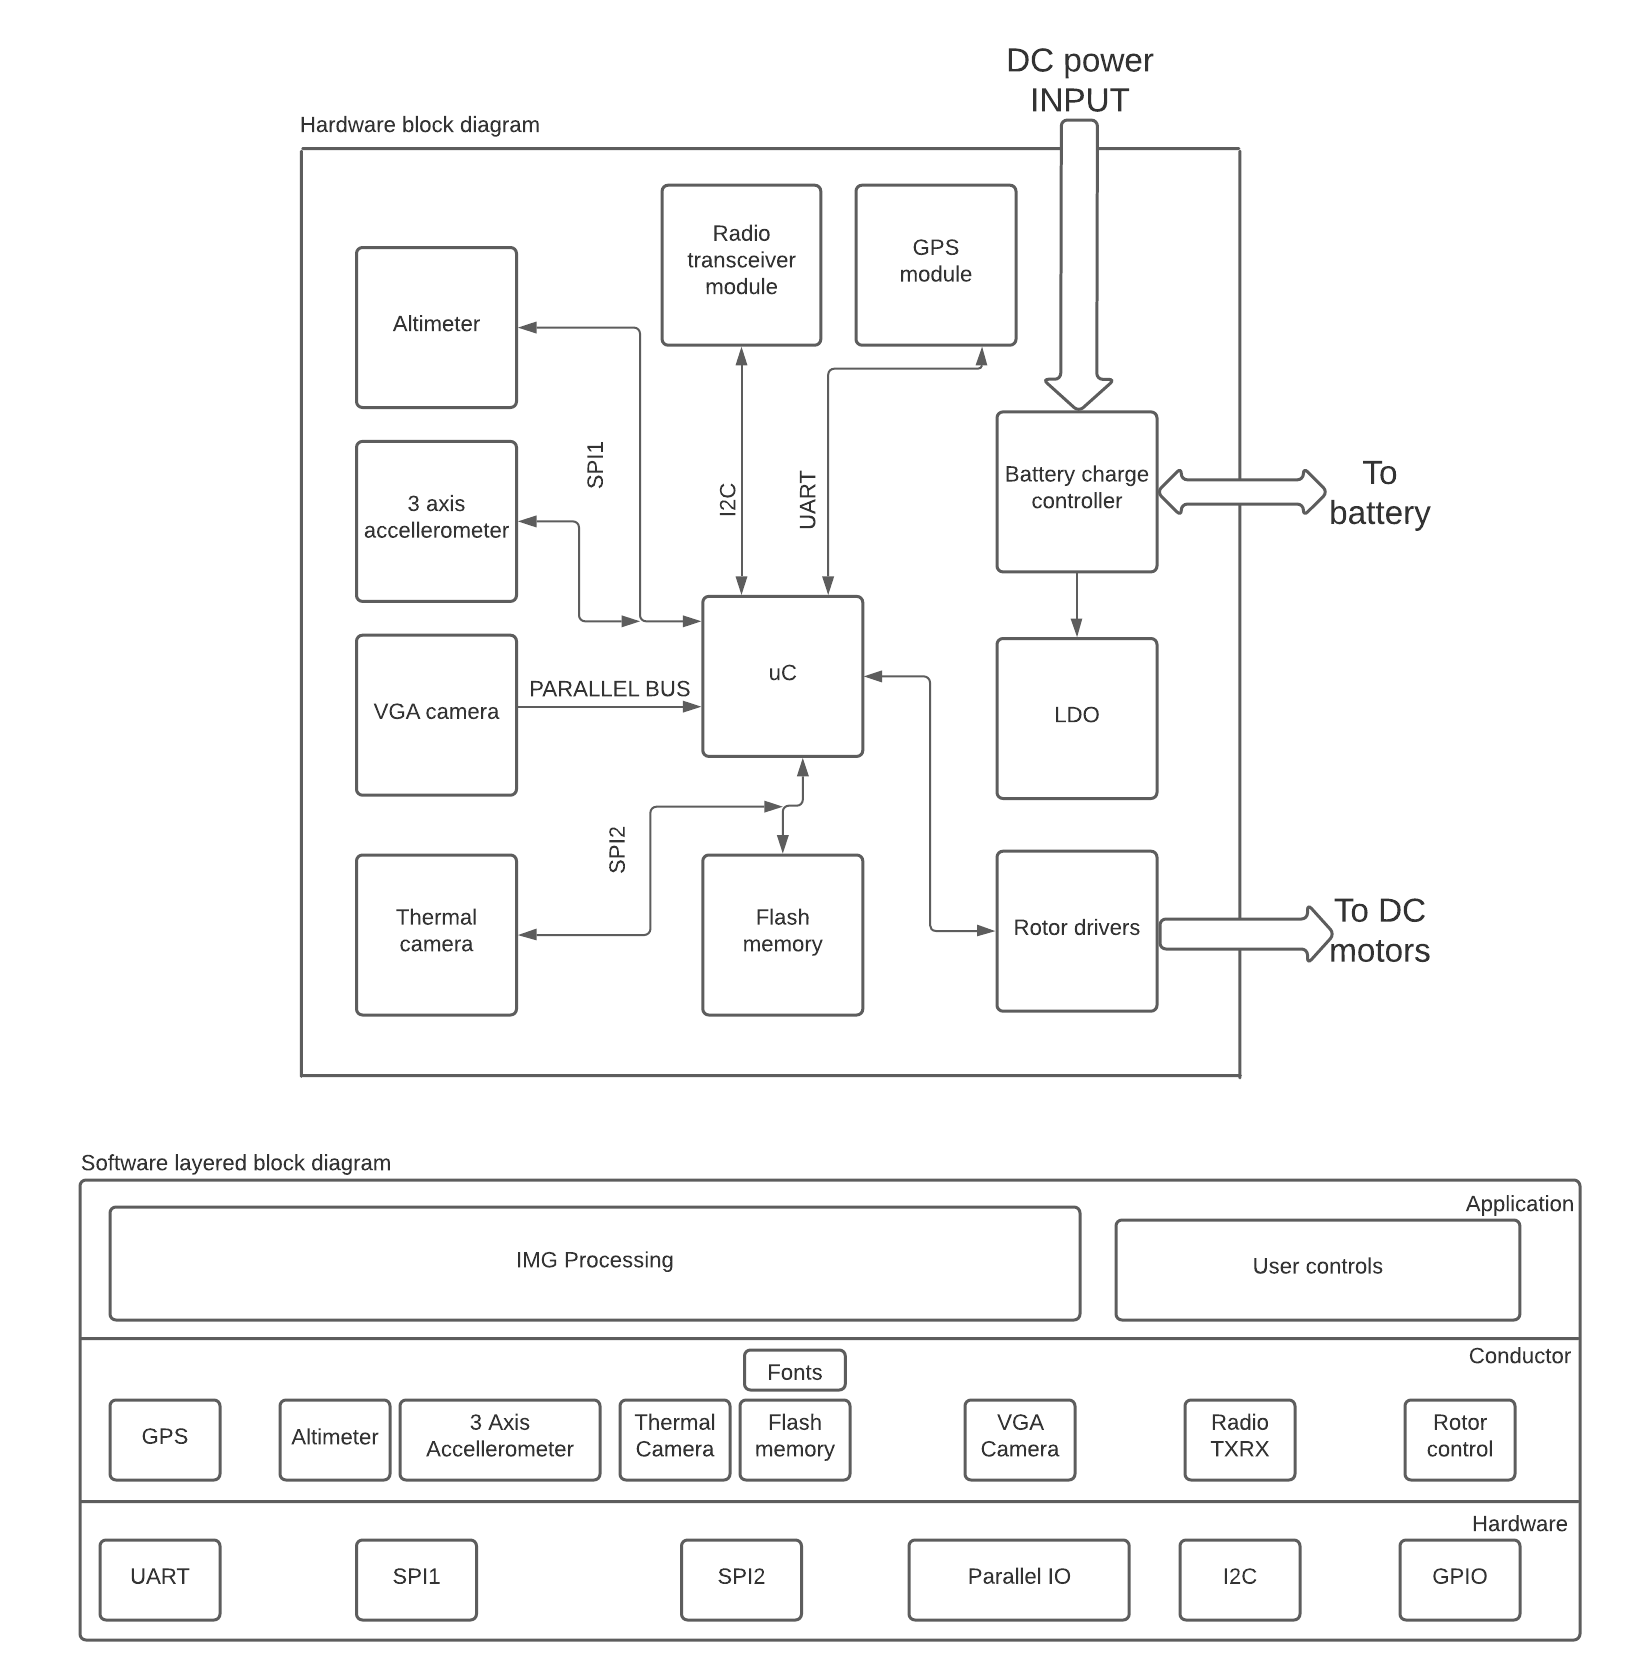 DC power
INPUT
Hardware block diagram
Radio
transceiver
module
GPS
module
Altimeter
SPI1
I2C
UART
Battery charge
controller
To
battery
3 axis
accellerometer
uC
PARALLEL BUS
VGA camera
LDO
SPI2
Thermal
camera
Flash
memory
Rotor drivers
To DC
motors
Software layered block diagram
Application
IMG Processing
User controls
Conductor
Fonts
GPS
Altimeter
3 Axis
Accellerometer
Thermal
Camera
Flash
memory
VGA
Camera
Radio
TXRX
Rotor
control
Hardware
UART
SPI1
SPI2
Parallel IO
I2C
GPIO